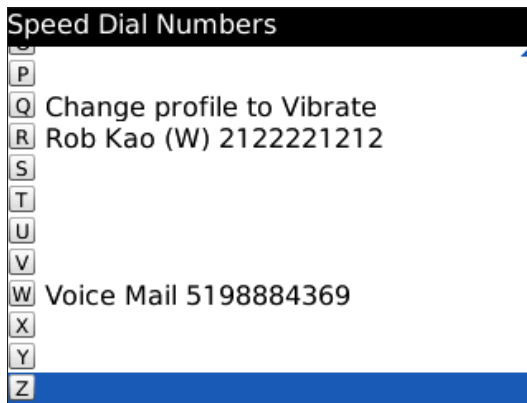 Speed Dial Numbers
P
Q Change profile to Vibrate
R Rob Kao (W) 2122221212
S
T
U
V
W Voice Mail 5198884369
X
Y
Z